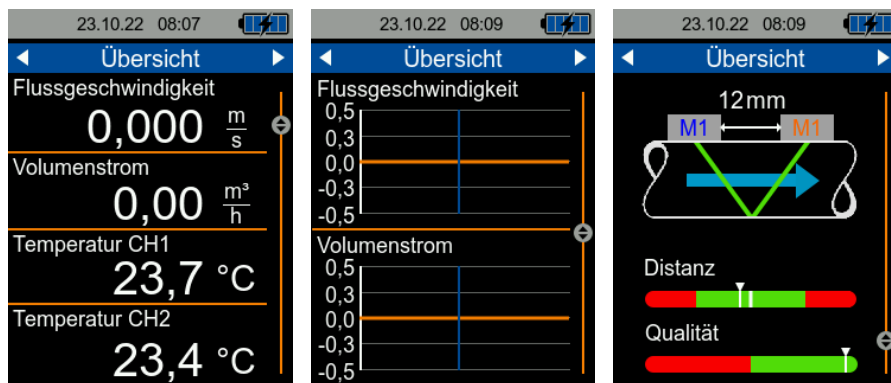 23.10.22 08:07
Übersicht
Flussgeschwindigkeit
0,000 m/s
Volumenstrom
0,00 m³/h
Temperatur CH1
23,7 °C
Temperatur CH2
23,4 °C
23.10.22 08:09
Übersicht
Flussgeschwindigkeit
0,5
0,3
0,0
-0,3
-0,5
Volumenstrom
0,5
0,3
0,0
-0,3
-0,5
23.10.22 08:09
Übersicht
12mm
M1 M1
Distanz
Qualität